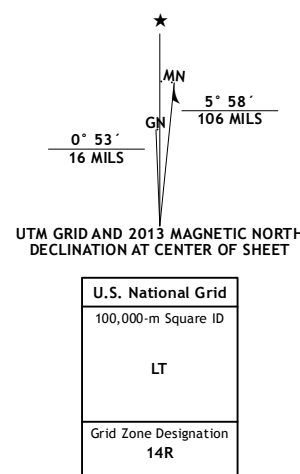 MN
5° 58´
106 MILS
GN
0° 53´
16 MILS
UTM GRID AND 2013 MAGNETIC NORTH
DECLINATION AT CENTER OF SHEET
U.S. National Grid
100,000-m Square ID
LT
Grid Zone Designation
14R